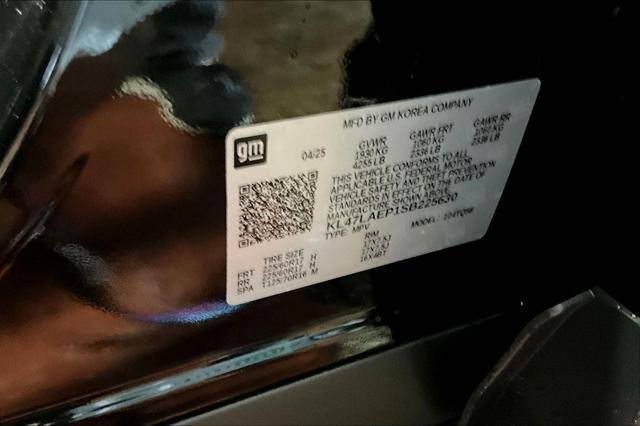 MFD BY GM KOREA COMPANY
gm
04/25 GVWR GAWR FRT GAWR RR
1930 KG 1060 KG 1060 KG
4255 LB 2336 LB 2336 LB
THIS VEHICLE CONFORMS TO ALL
APPLICABLE U.S. FEDERAL MOTOR
VEHICLE SAFETY AND THEFT PREVENTION
STANDARDS IN EFFECT ON THE DATE OF
MANUFACTURE SHOWN ABOVE.
KL47LAEP1SB225630
TYPE: MPV MODEL:
TIRE SIZE RIM
FRT 225/60R17 H
RR 225/60R17 H
SPA T125/70R16 M 16X4BT